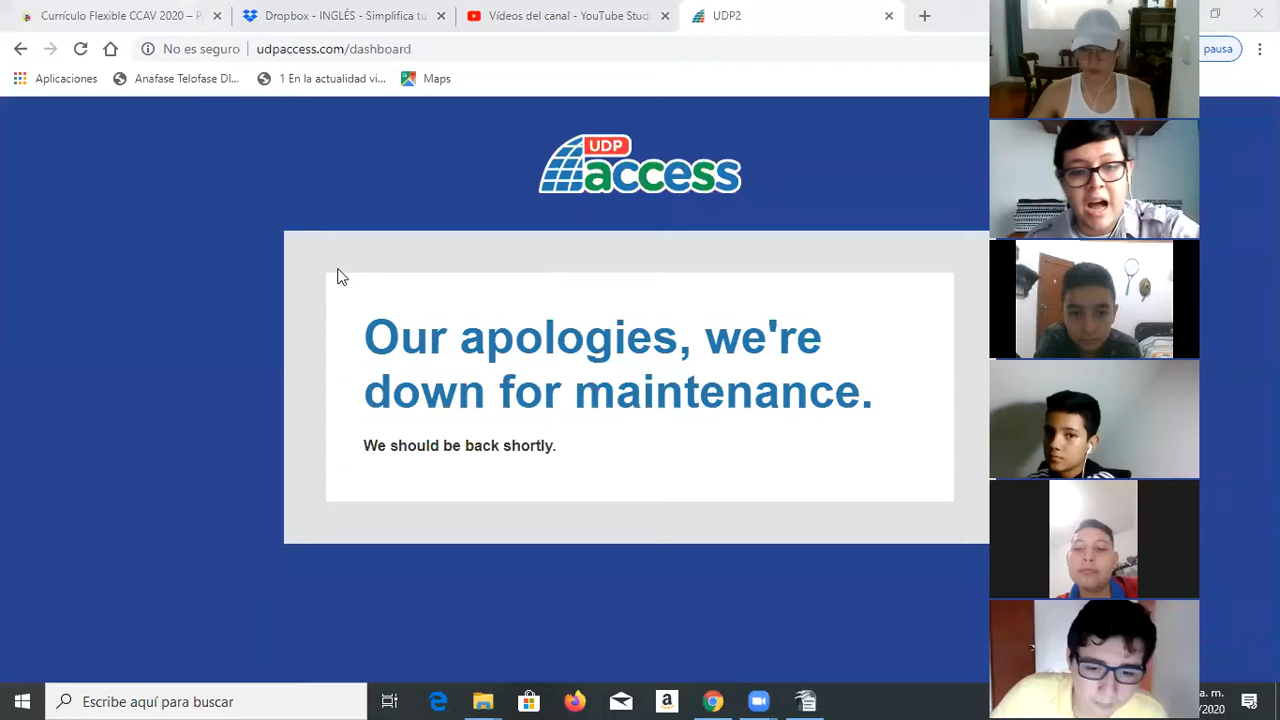 Currículo Flexible CCAV 2020 – 
Dropbox - INGLÉS - Simplifica t
Vídeos del canal - YouTube Stud
UDP2
No es seguro
udpaccess.com/dashboard
pausa
Aplicaciones
Anafase Telofase DI...
1 En la actualidad vi...
Maps
UDP
access
Our apologies, we're
down for maintenance.
We should be back shortly.
Escribe aquí para buscar
a. m.
/2020